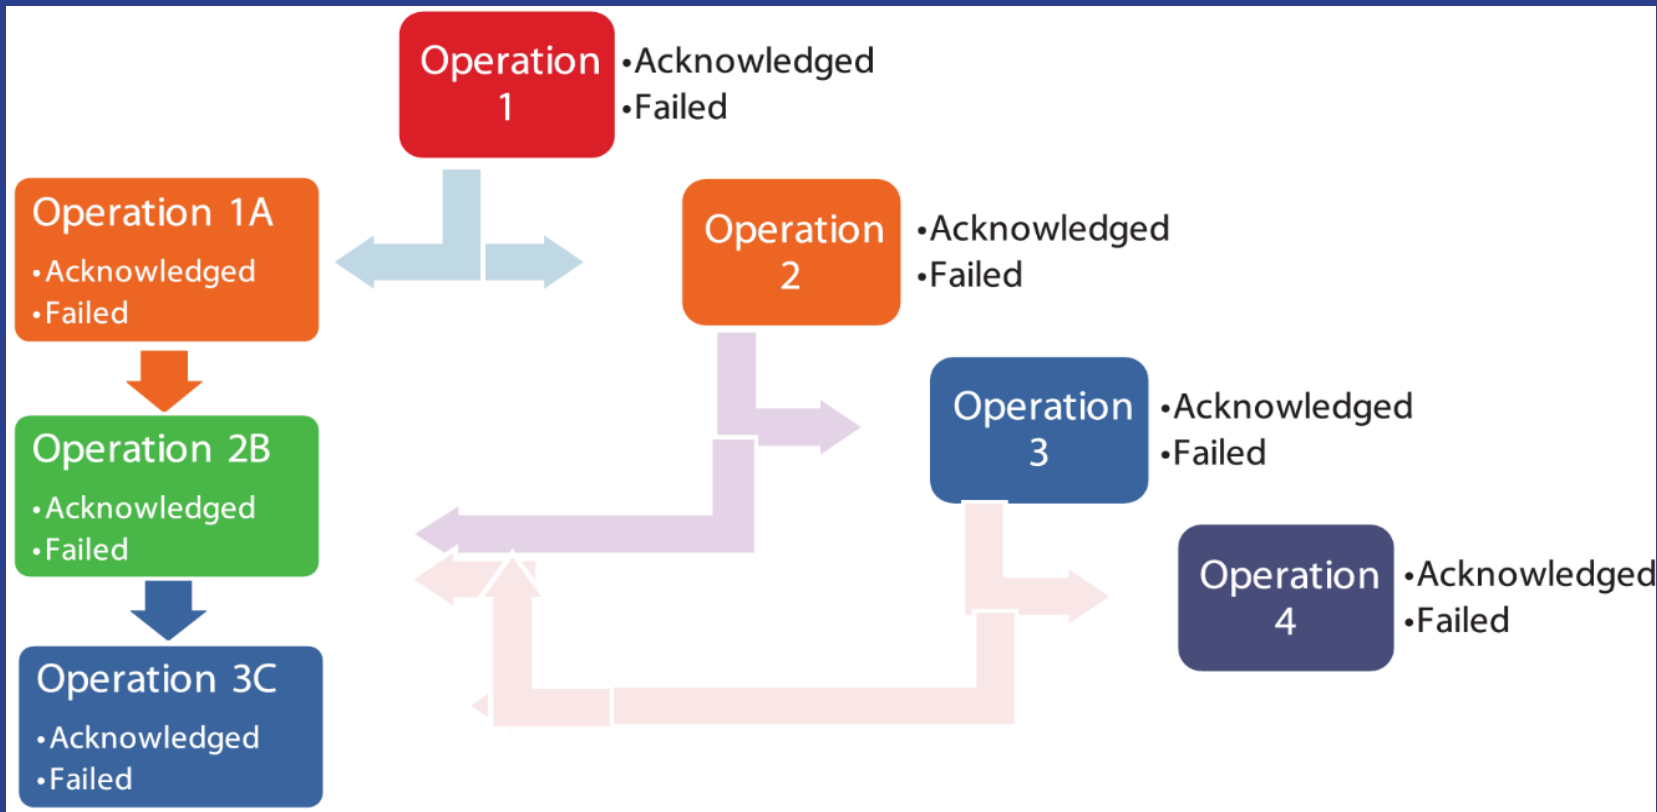 Operation
1
•Acknowledged
•Failed
Operation 1A
•Acknowledged
•Failed
Operation
2
•Acknowledged
•Failed
Operation
3
•Acknowledged
•Failed
Operation 2B
•Acknowledged
•Failed
Operation
4
•Acknowledged
•Failed
Operation 3C
•Acknowledged
•Failed